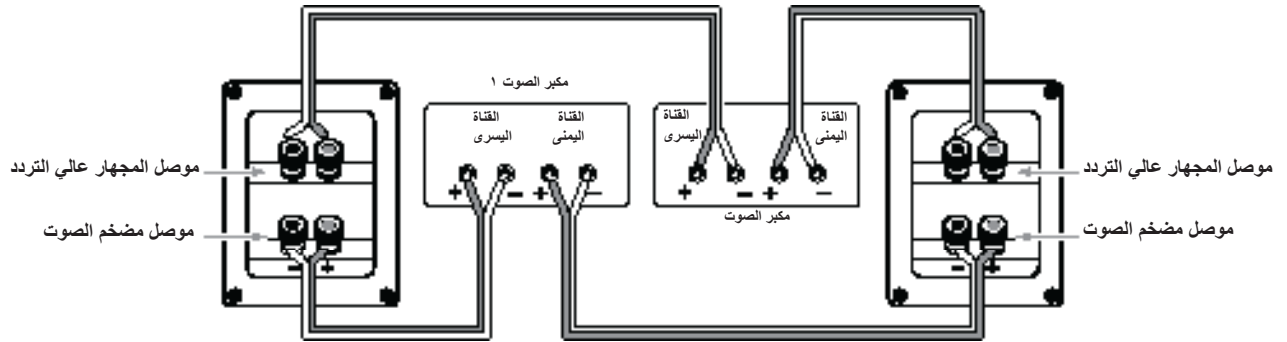 مكبر الصوت ١
القناة اليمنى
القناة اليسرى
القناة اليمنى
القناة اليسرى
+ − + −
+ − + −
مكبر الصوت
موصل المجهار عالي التردد
موصل المجهار عالي التردد
موصل مضخم الصوت
موصل مضخم الصوت
− +
− +